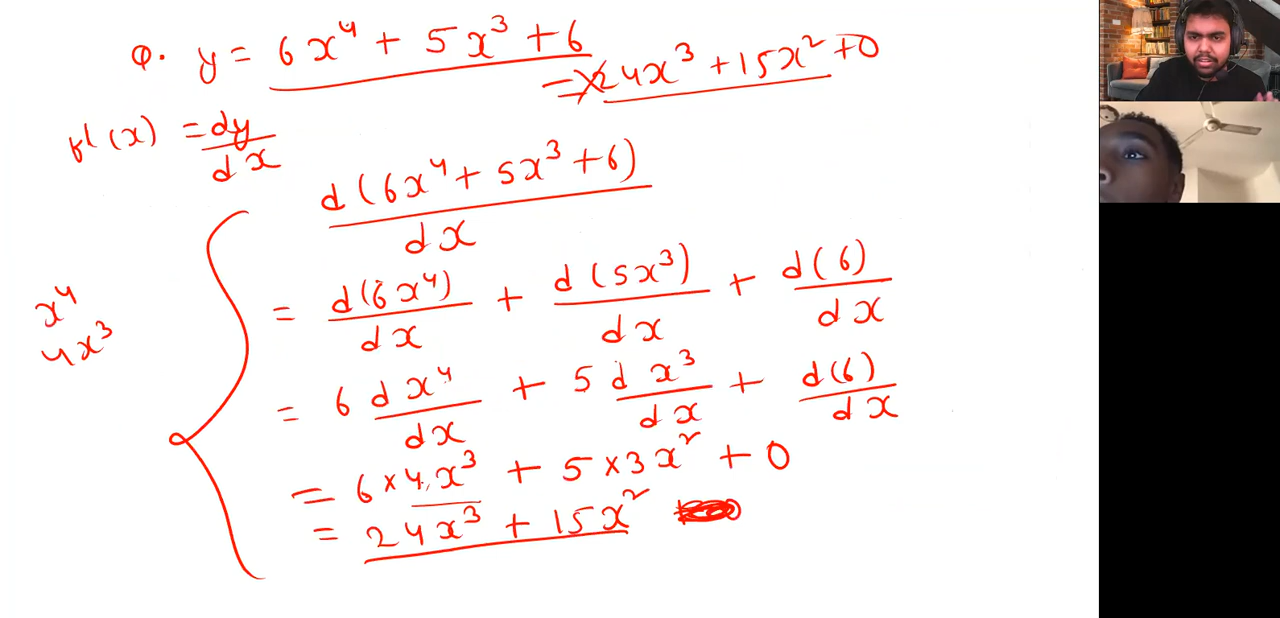 Q. y = 6x⁴ + 5x³ + 6
= 24x³ + 15x² + 0
f'(x) = dy/dx
d(6x⁴ + 5x³ + 6)/dx
= d(6x⁴)/dx + d(5x³)/dx + d(6)/dx
x⁴
4x³
= 6 dx⁴/dx + 5 dx³/dx + d(6)/dx
= 6 × 4x³ + 5 × 3x² + 0
= 24x³ + 15x²